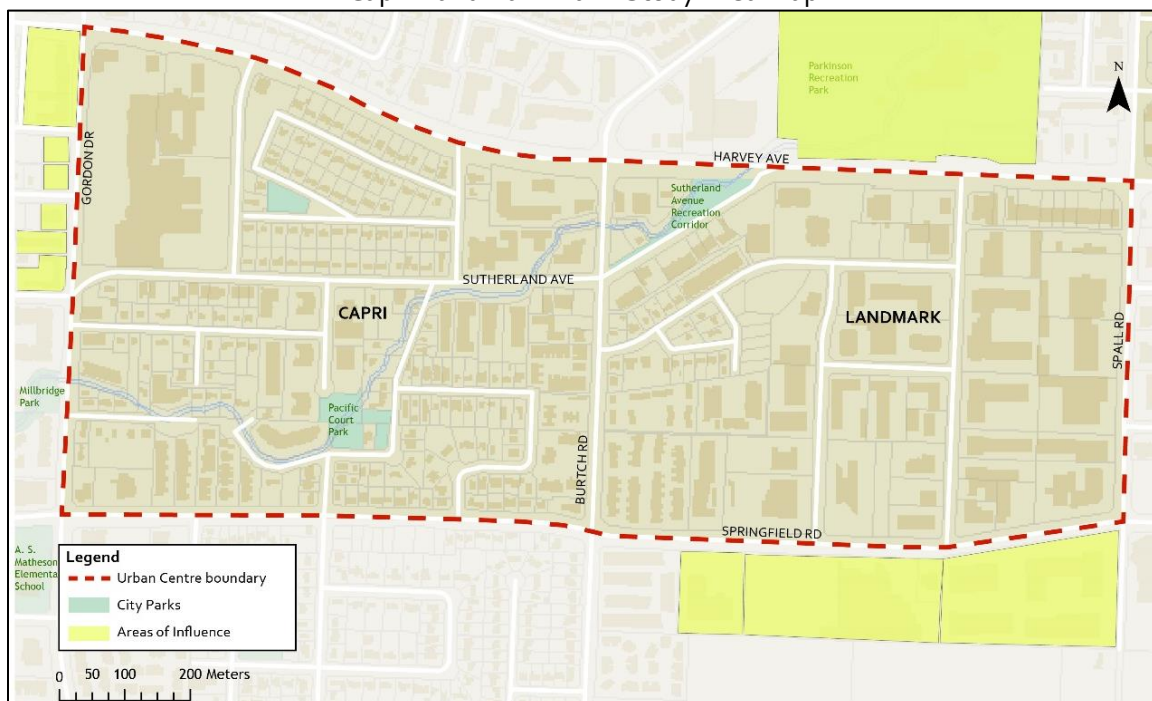 Parkinson
Recreation
Park
N
GORDON DR
HARVEY AVE
Sutherland
Avenue
Recreation
Corridor
SUTHERLAND AVE
CAPRI
LANDMARK
SPALL RD
Millbridge
Park
Pacific
Court
Park
BURTCH RD
SPRINGFIELD RD
A. S.
Matheson
Elementa
School
Legend
Urban Centre boundary
City Parks
Areas of Influence
0 50 100 200 Meters